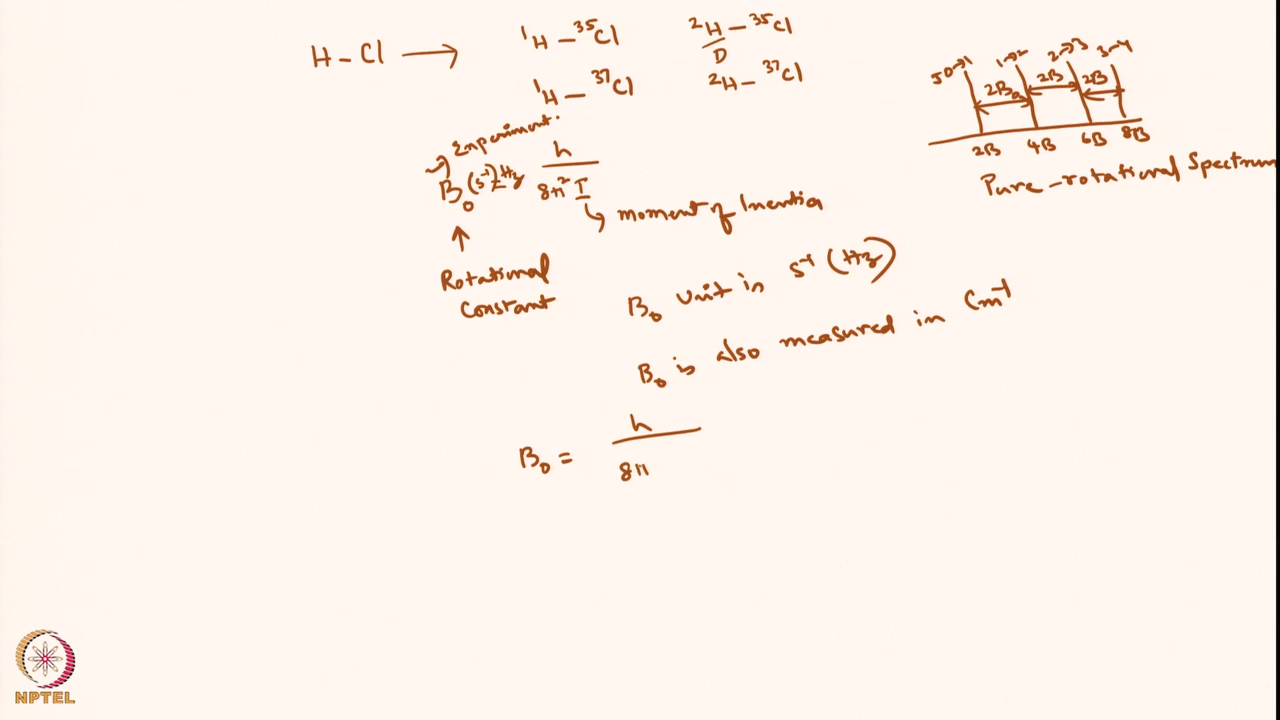 H - Cl → ¹H - ³⁵Cl ²H - ³⁵Cl
D
¹H - ³⁷Cl ²H - ³⁷Cl
J 0→1 1→2 2→3 3→4
2B₀ 2B 2B
2B 4B 6B 8B
Pure-rotational Spectrum
Experiment.
B₀ (s⁻¹) = Hz h / 8π² I
moment of Inertia
Rotational
Constant
B₀ unit in s⁻¹ (Hz)
B₀ is also measured in Cm⁻¹
B₀ = h / 8π
NPTEL